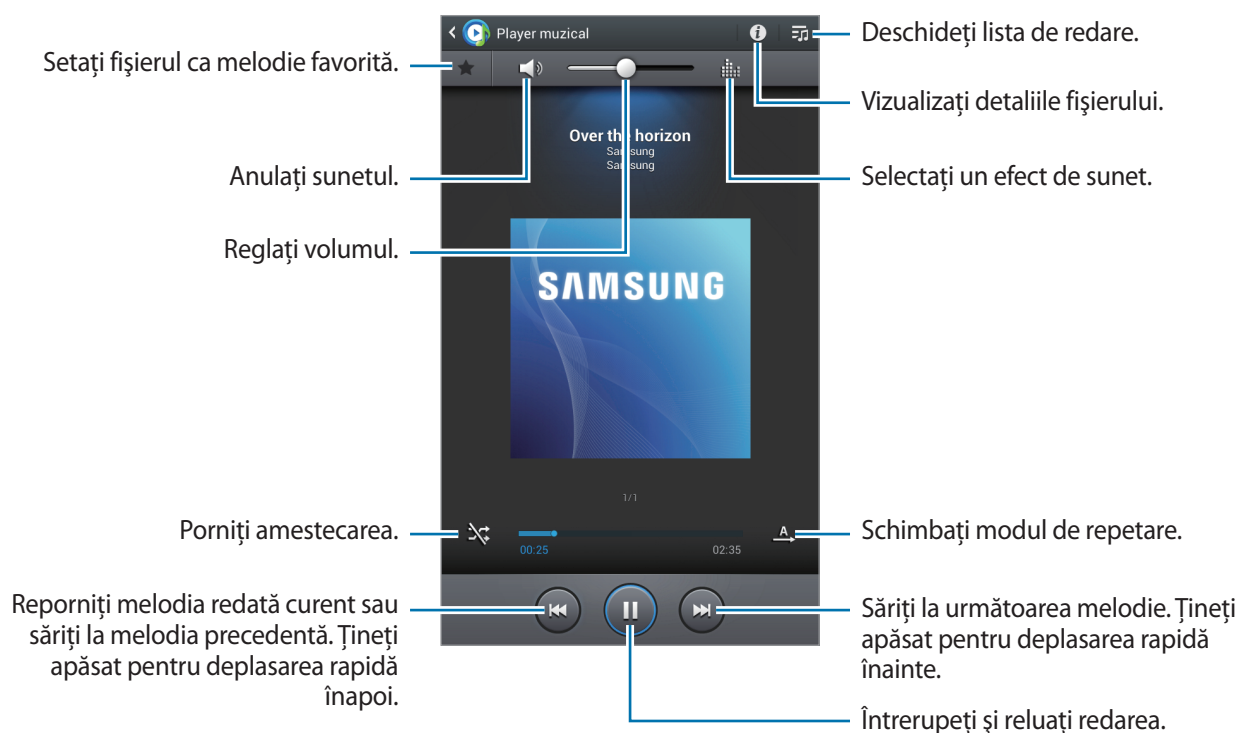 Player muzical
Deschideți lista de redare.
Setați fişierul ca melodie favorită.
Vizualizați detaliile fişierului.
Over the horizon
Samsung
Samsung
Anulați sunetul.
Selectați un efect de sunet.
Reglați volumul.
SAMSUNG
1/1
Porniți amestecarea.
A
Schimbați modul de repetare.
00:25
02:35
Reporniți melodia redată curent sau
săriți la melodia precedentă. Țineți
apăsat pentru deplasarea rapidă
înapoi.
Săriți la următoarea melodie. Țineți
apăsat pentru deplasarea rapidă
înainte.
Întrerupeți şi reluați redarea.